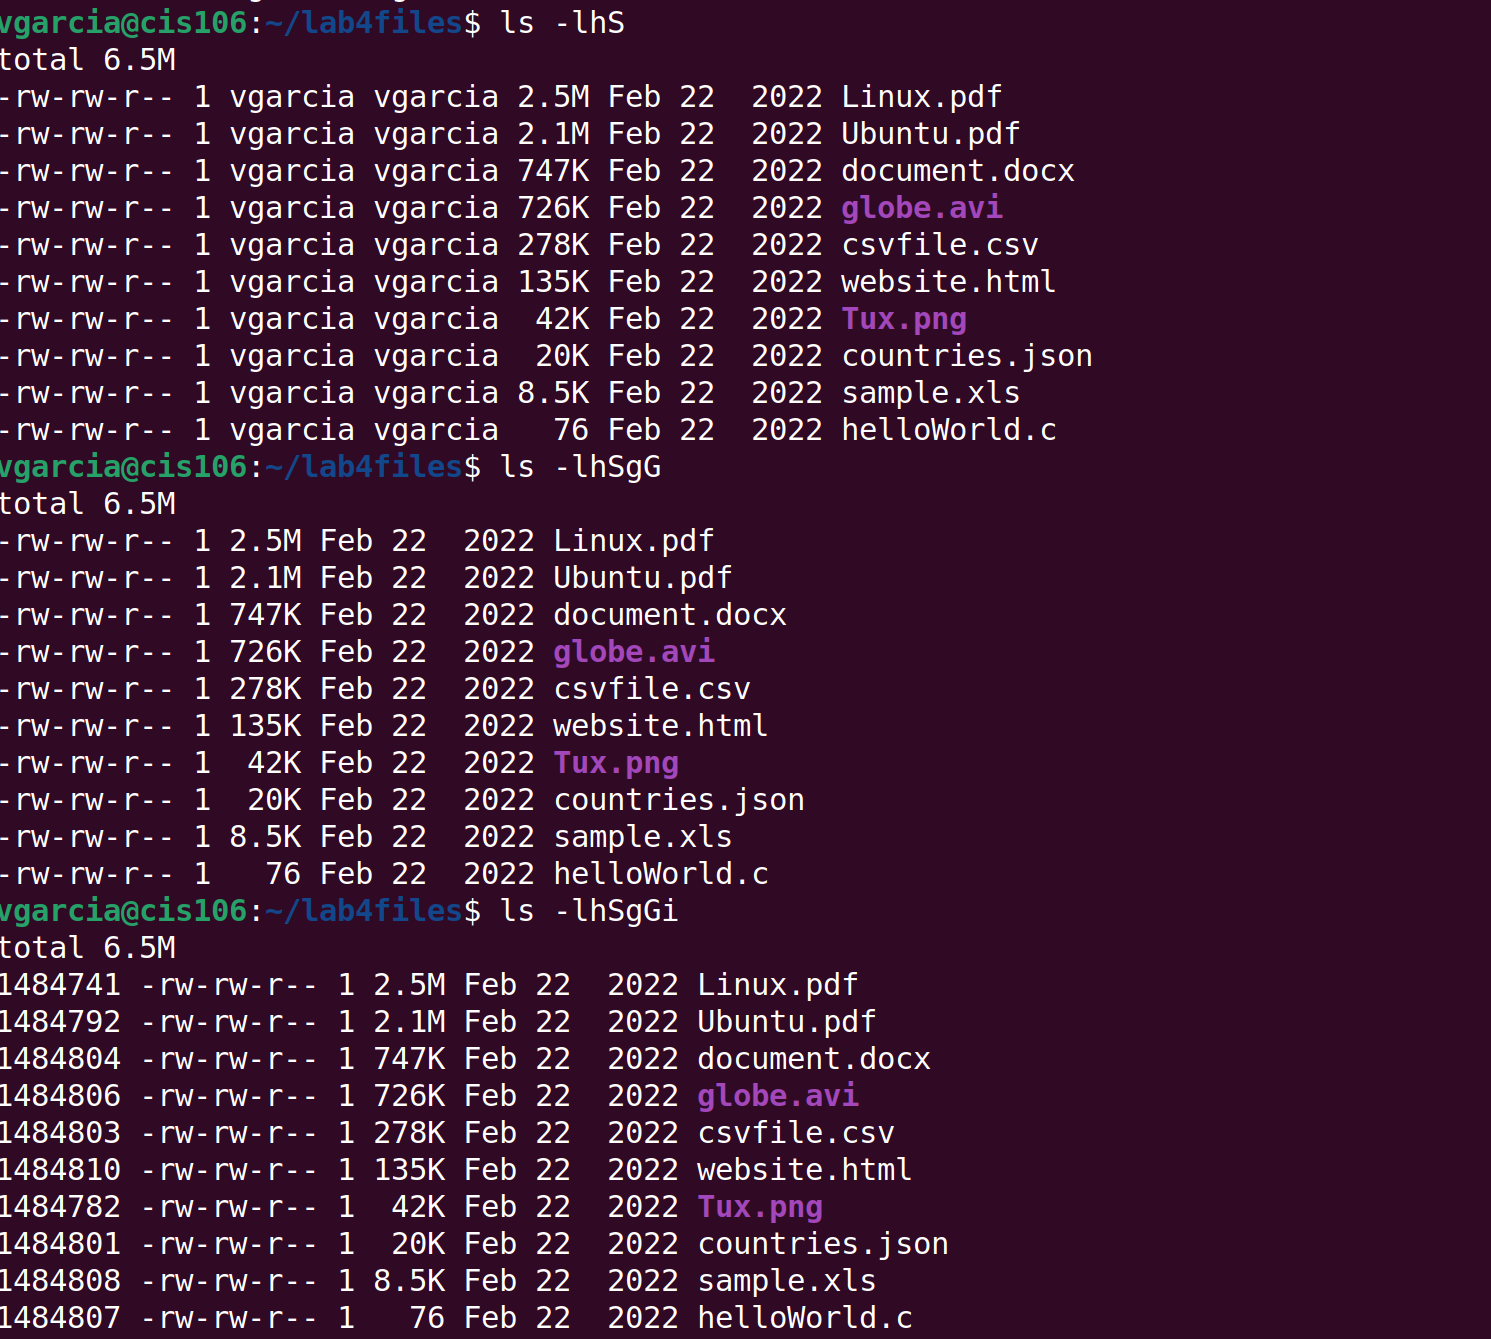 vgarcia@cis106:~/lab4files$ ls -lhS
total 6.5M
-rw-rw-r-- 1 vgarcia vgarcia 2.5M Feb 22  2022 Linux.pdf
-rw-rw-r-- 1 vgarcia vgarcia 2.1M Feb 22  2022 Ubuntu.pdf
-rw-rw-r-- 1 vgarcia vgarcia 747K Feb 22  2022 document.docx
-rw-rw-r-- 1 vgarcia vgarcia 726K Feb 22  2022 globe.avi
-rw-rw-r-- 1 vgarcia vgarcia 278K Feb 22  2022 csvfile.csv
-rw-rw-r-- 1 vgarcia vgarcia 135K Feb 22  2022 website.html
-rw-rw-r-- 1 vgarcia vgarcia  42K Feb 22  2022 Tux.png
-rw-rw-r-- 1 vgarcia vgarcia  20K Feb 22  2022 countries.json
-rw-rw-r-- 1 vgarcia vgarcia 8.5K Feb 22  2022 sample.xls
-rw-rw-r-- 1 vgarcia vgarcia   76 Feb 22  2022 helloWorld.c
vgarcia@cis106:~/lab4files$ ls -lhSgG
total 6.5M
-rw-rw-r-- 1 2.5M Feb 22  2022 Linux.pdf
-rw-rw-r-- 1 2.1M Feb 22  2022 Ubuntu.pdf
-rw-rw-r-- 1 747K Feb 22  2022 document.docx
-rw-rw-r-- 1 726K Feb 22  2022 globe.avi
-rw-rw-r-- 1 278K Feb 22  2022 csvfile.csv
-rw-rw-r-- 1 135K Feb 22  2022 website.html
-rw-rw-r-- 1  42K Feb 22  2022 Tux.png
-rw-rw-r-- 1  20K Feb 22  2022 countries.json
-rw-rw-r-- 1 8.5K Feb 22  2022 sample.xls
-rw-rw-r-- 1   76 Feb 22  2022 helloWorld.c
vgarcia@cis106:~/lab4files$ ls -lhSgGi
total 6.5M
1484741 -rw-rw-r-- 1 2.5M Feb 22  2022 Linux.pdf
1484792 -rw-rw-r-- 1 2.1M Feb 22  2022 Ubuntu.pdf
1484804 -rw-rw-r-- 1 747K Feb 22  2022 document.docx
1484806 -rw-rw-r-- 1 726K Feb 22  2022 globe.avi
1484803 -rw-rw-r-- 1 278K Feb 22  2022 csvfile.csv
1484810 -rw-rw-r-- 1 135K Feb 22  2022 website.html
1484782 -rw-rw-r-- 1  42K Feb 22  2022 Tux.png
1484801 -rw-rw-r-- 1  20K Feb 22  2022 countries.json
1484808 -rw-rw-r-- 1 8.5K Feb 22  2022 sample.xls
1484807 -rw-rw-r-- 1   76 Feb 22  2022 helloWorld.c